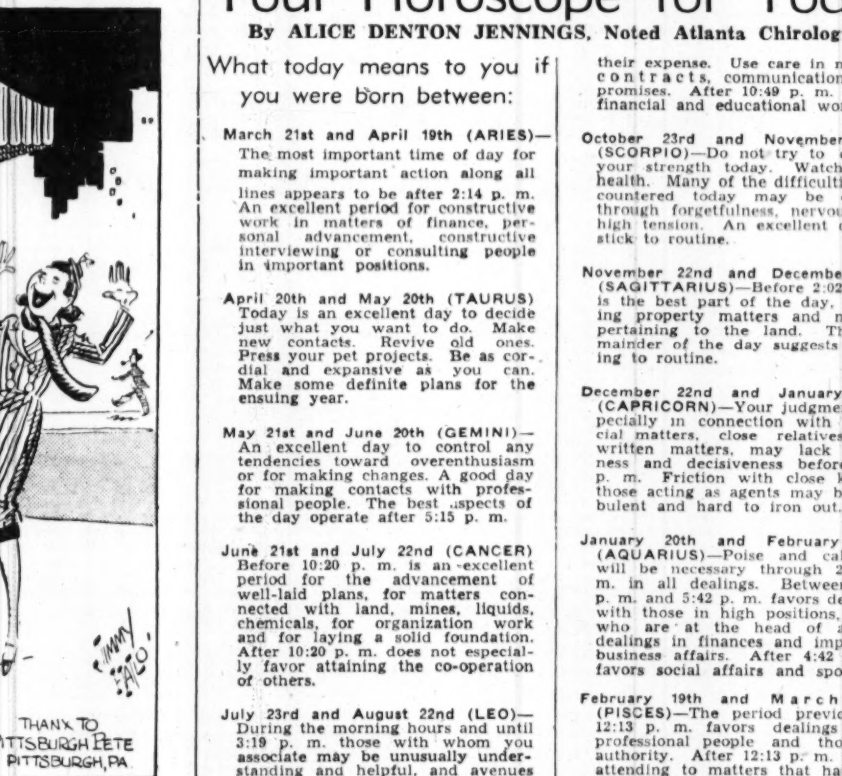 Your Horoscope for
By ALICE DENTON JENNINGS, Noted Atlanta
What today means to you if
you were born between:
March 21st and April 19th (ARIES)—
The most important time of day for
making important action along all
lines appears to be after 2:14 p. m.
An excellent period for constructive
work in matters of finance, per-
sonal advancement, constructive
interviewing or consulting people
in important positions.
April 20th and May 20th (TAURUS)
Today is an excellent day to decide
just what you want to do. Make
new contacts. Revive old ones.
Press your pet projects. Be as cor-
dial and expansive as you can.
Make some definite plans for the
ensuing year.
May 21st and June 20th (GEMINI)—
An excellent day to control any
tendencies toward overenthusiasm
or for making changes. A good day
for making contacts with profes-
sional people. The best aspects of
the day operate after 5:15 p. m.
June 21st and July 22nd (CANCER)
Before 10:20 p. m. is an excellent
period for the advancement of
well-laid plans, for matters con-
nected with land, mines, liquids,
chemicals, for organization work
and for laying a solid foundation.
After 10:20 p. m. does not especial-
ly favor attaining the co-operation
of others.
July 23rd and August 22nd (LEO)—
During the morning hours and until
3:19 p. m. those with whom you
associate may be unusually under-
standing and helpful, and avenues
their expense. Use care in
contracts, communication
promises. After 10:49 p. m.
financial and educational
October 23rd and November
(SCORPIO)—Do not try to
your strength today. Watch
health. Many of the
countered today may be
through forgetfulness,
high tension. An excellent
stick to routine.
November 22nd and
(SAGITTARIUS)—Before 2:02
is the best part of the day,
ing property matters and
pertaining to the land.
mainder of the day suggests
ing to routine.
December 22nd and January
(CAPRICORN)—Your
pecially in connection with
cial matters, close relatives
written matters, may lack
ness and decisiveness before
p. m. Friction with close
those acting as agents may
bulent and hard to iron out.
January 20th and February
(AQUARIUS)—Poise and
will be necessary through
m. in all dealings. Between
p. m. and 5:42 p. m. favors
with those in high positions,
who are at the head of
dealings in finances and
business affairs. After 4:42
favors social affairs and
February 19th and March
(PISCES)—The period
12:13 p. m. favors dealings
professional people and
authority. After 12:13 p. m.
attending to matters that
JIMMY
HATLO
THANX TO
PETE
PITTSBURGH, PA.